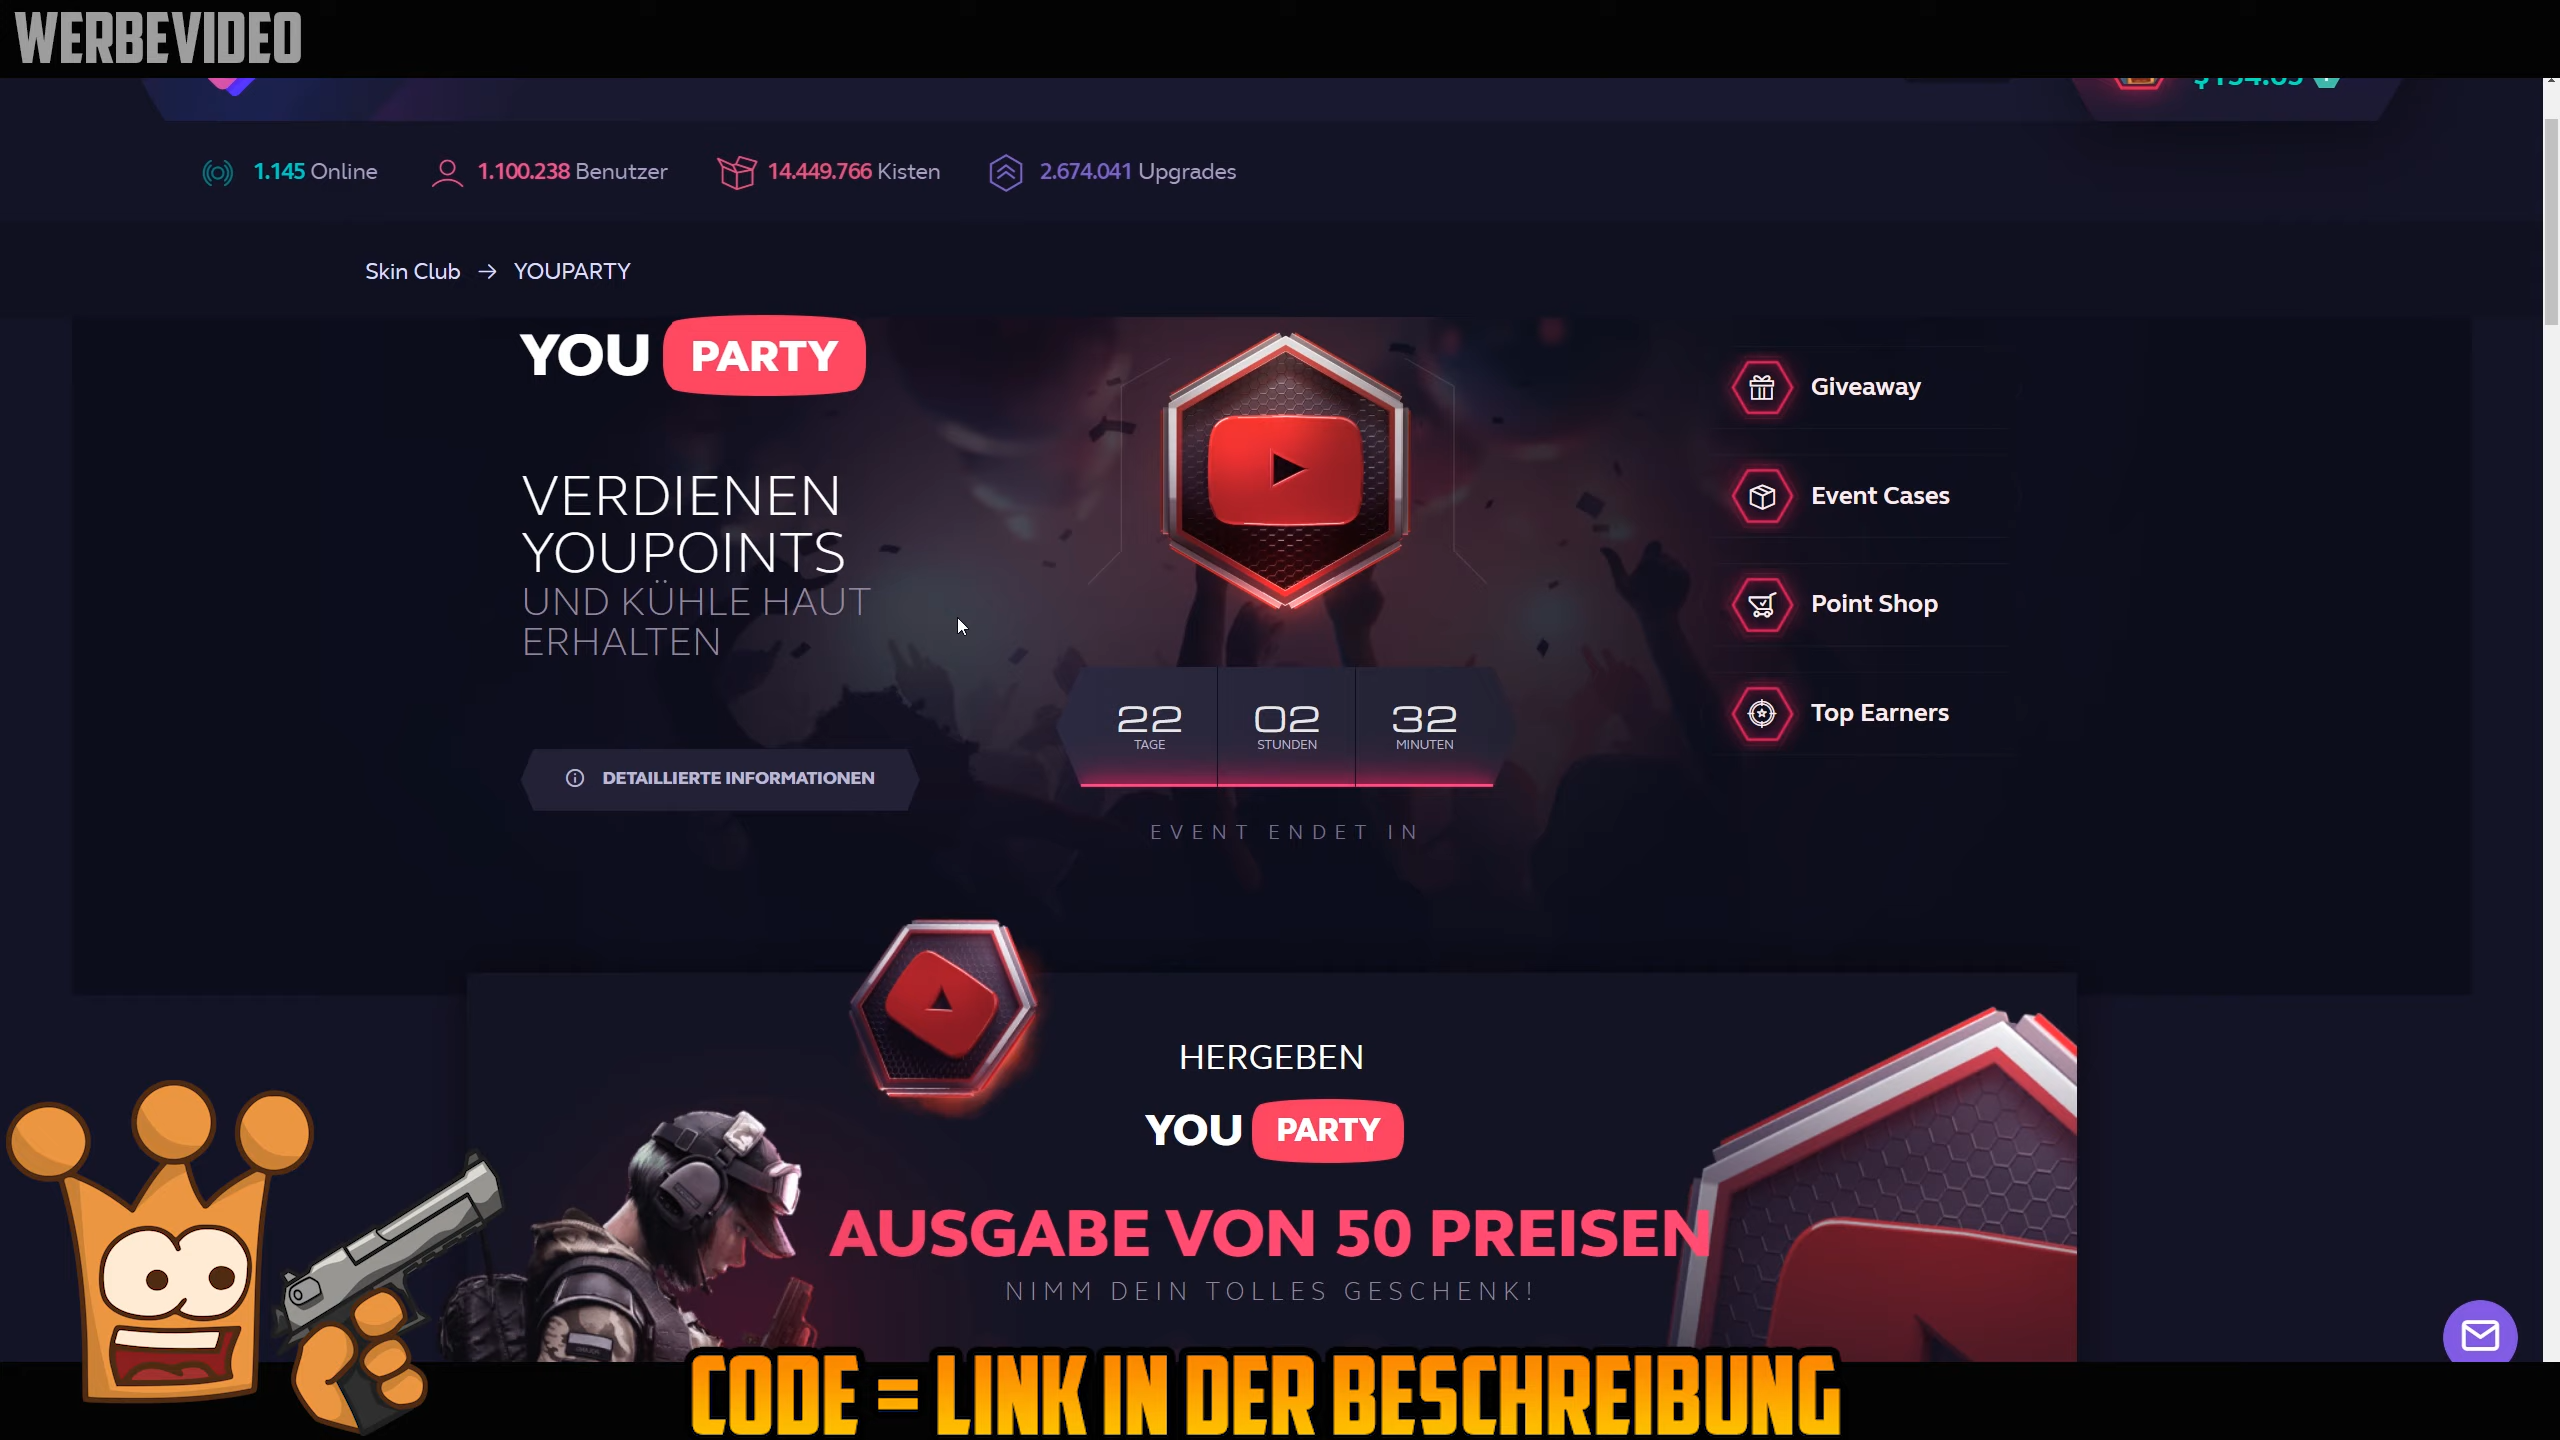 WERBEVIDEO
1.145 Online
1.100.238 Benutzer
14.449.766 Kisten
2.674.041 Upgrades
Skin Club → YOUPARTY
YOU PARTY
VERDIENEN
YOUPOINTS
UND KÜHLE HAUT
ERHALTEN
DETAILLIERTE INFORMATIONEN
22 02 32
TAGE STUNDEN MINUTEN
EVENT ENDET IN
Giveaway
Event Cases
Point Shop
Top Earners
HERGEBEN
YOU PARTY
AUSGABE VON 50 PREISEN
NIMM DEIN TOLLES GESCHENK!
CODE = LINK IN DER BESCHREIBUNG